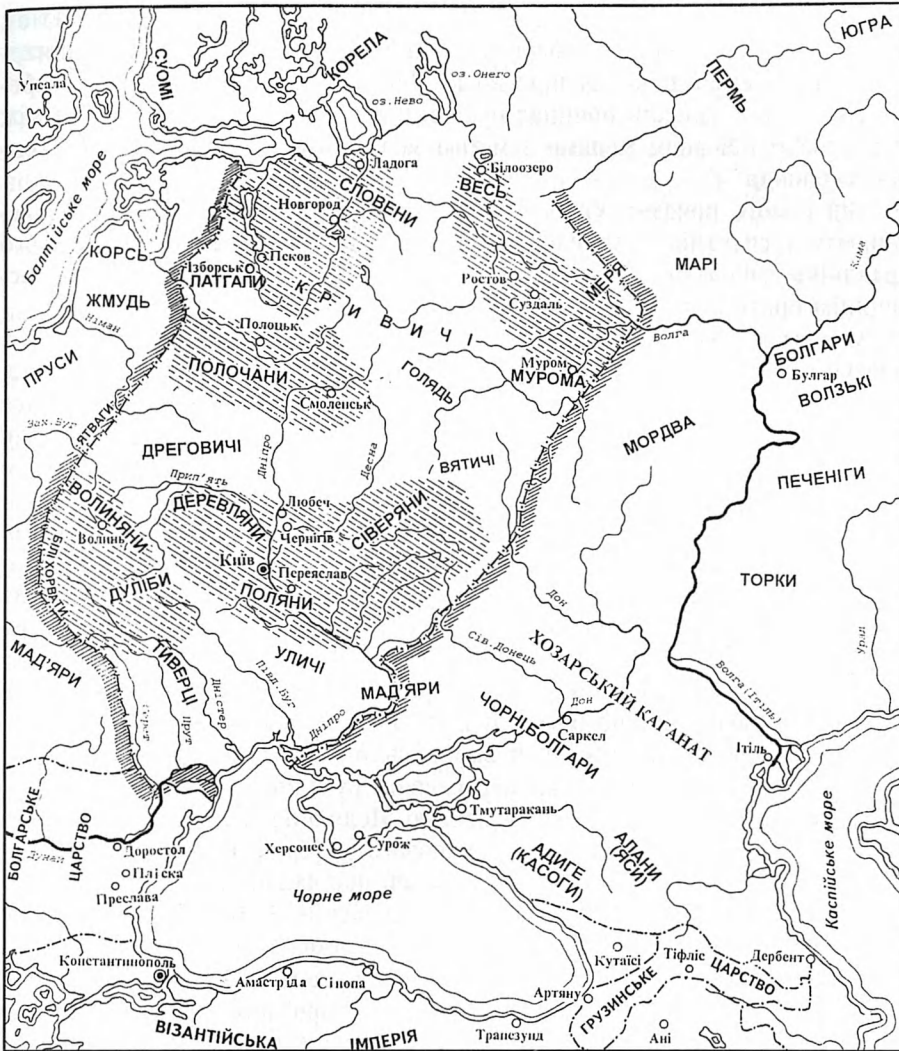 ЮГРА
ПЕРМЬ
СУОМІ
КОРЕЛА
оз.Онего
оз.Нево
Упсала
Ладога
Білоозеро
Балтійське море
СЛОВЕНИ
ВЕСЬ
Новгород
КОРСЬ
Псков
Ізборськ
ЛАТГАЛИ
МАРІ
Кама
МЕРЯ
Ростов
Суздаль
ЖМУДЬ
Німан
КРИВИЧІ
Полоцьк
Волга
БОЛГАРИ
ВОЛЗЬКІ
Булгар
ПРУСИ
ПОЛОЧАНИ
ГОЛЯДЬ
Муром
МУРОМА
Смоленськ
Зах.Буг
ЯТВАГИ
ДРЕГОВИЧІ
Дніпро
Десна
ВЯТИЧІ
МОРДВА
ПЕЧЕНІГИ
Прип'ять
ВОЛИНЯНИ
Волинь
ДЕРЕВЛЯНИ
Любеч
Чернігів
СІВЕРЯНИ
Київ
Переяслав
БІЛІ ХОРВАТИ
ДУЛІБИ
ПОЛЯНИ
ТОРКИ
Дон
Урал
МАД'ЯРИ
ТИВЕРЦІ
УЛИЧІ
Сів.Донець
ХОЗАРСЬКИЙ КАГАНАТ
Волга(Ітіль)
Серет
Прут
Дністер
Півд.Буг
Дніпро
МАД'ЯРИ
ЧОРНІ БОЛГАРИ
Дон
Саркел
Ітіль
Тмутаракань
БОЛГАРСЬКЕ
ЦАРСТВО
Дунай
Доростол
Пліска
Преслава
Херсонес
Сурож
Чорне море
АДИГЕ
(КАСОГИ)
АЛАНИ
(ЯСИ)
Каспійське море
Константинополь
Амастріда
Сінопа
Кутаїсі
Тіфліс
Дербент
Артяну
ГРУЗИНСЬКЕ
ЦАРСТВО
Трапезунд
Ані
ВІЗАНТІЙСЬКА
ІМПЕРІЯ